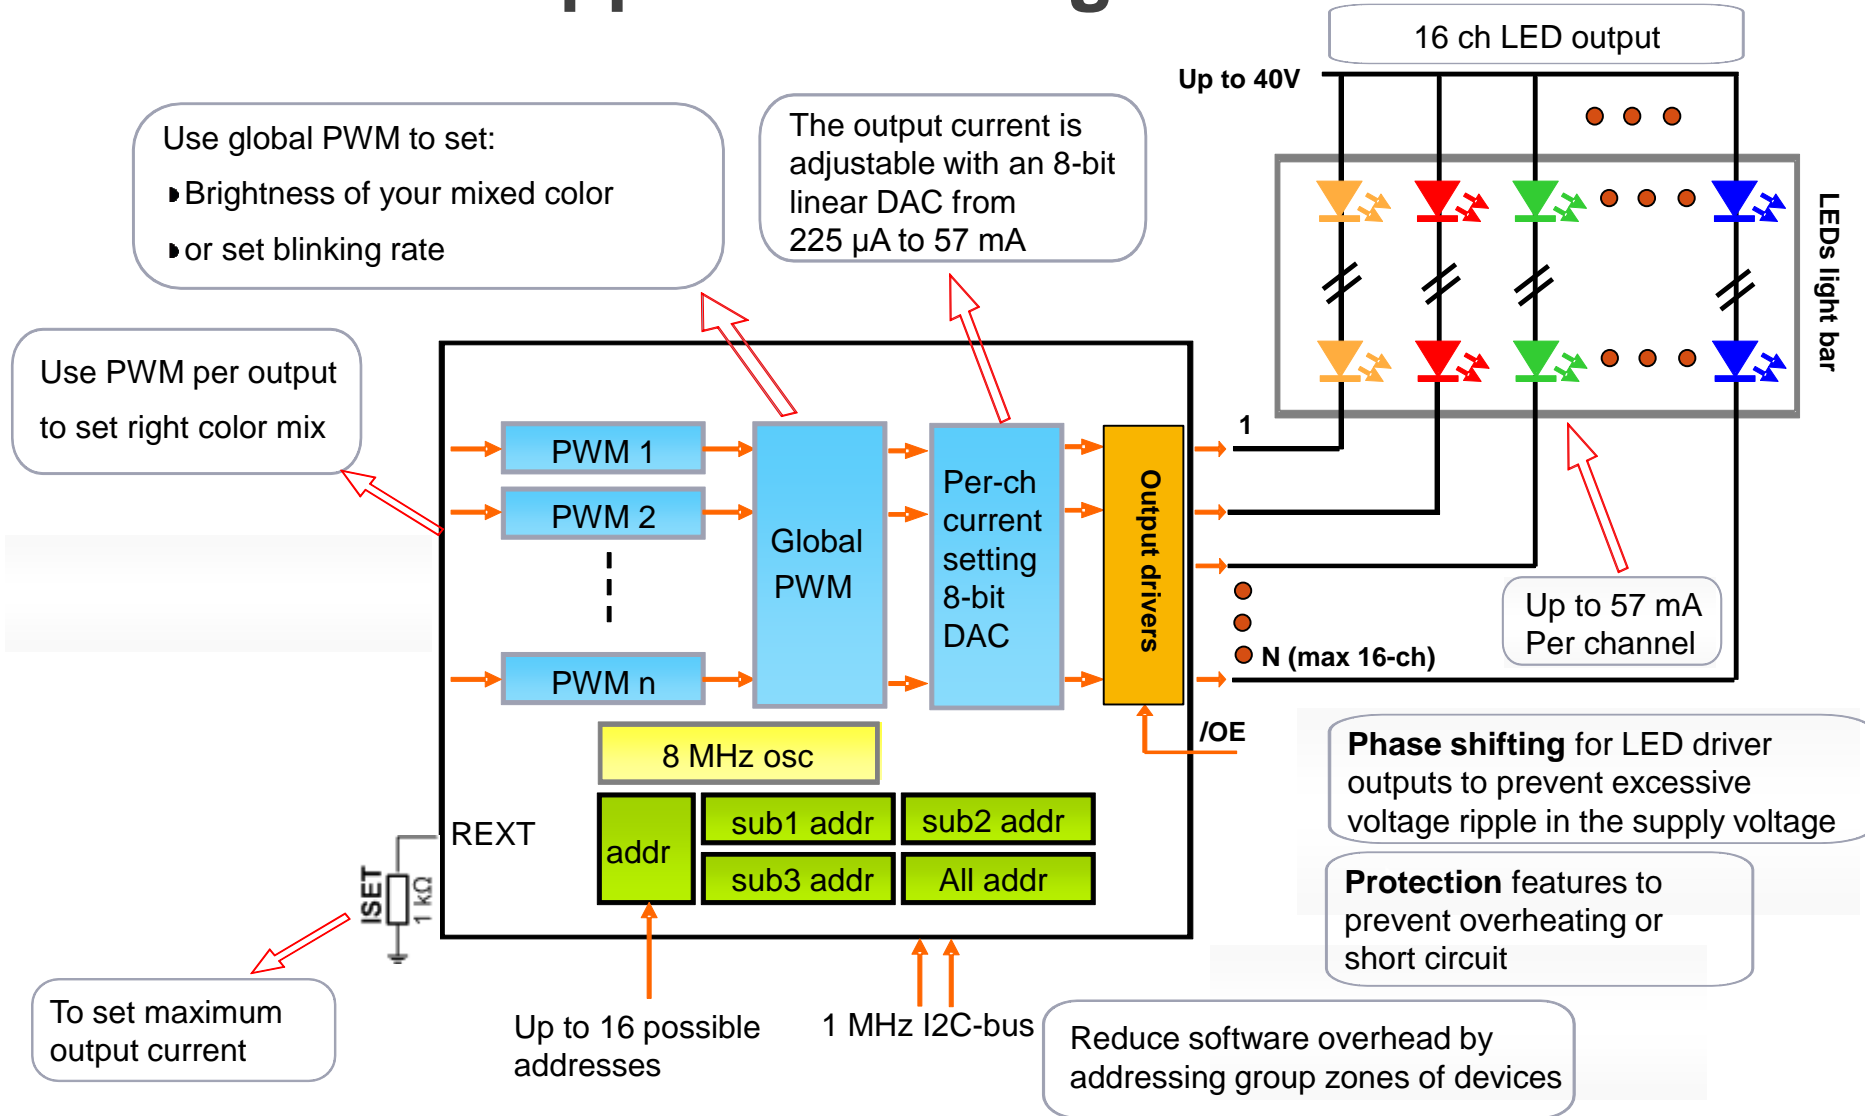 16 ch LED output
Up to 40V
Use global PWM to set:
Brightness of your mixed color
or set blinking rate
The output current is
adjustable with an 8-bit
linear DAC from
225 µA to 57 mA
LEDs light bar
Use PWM per output
to set right color mix
PWM 1
PWM 2
PWM n
Global
PWM
Per-ch
current
setting
8-bit
DAC
Output drivers
1
N (max 16-ch)
Up to 57 mA
Per channel
/OE
8 MHz osc
REXT
ISET
1 kΩ
addr
sub1 addr
sub2 addr
sub3 addr
All addr
Phase shifting for LED driver
outputs to prevent excessive
voltage ripple in the supply voltage
Protection features to
prevent overheating or
short circuit
To set maximum
output current
Up to 16 possible
addresses
1 MHz I2C-bus
Reduce software overhead by
addressing group zones of devices